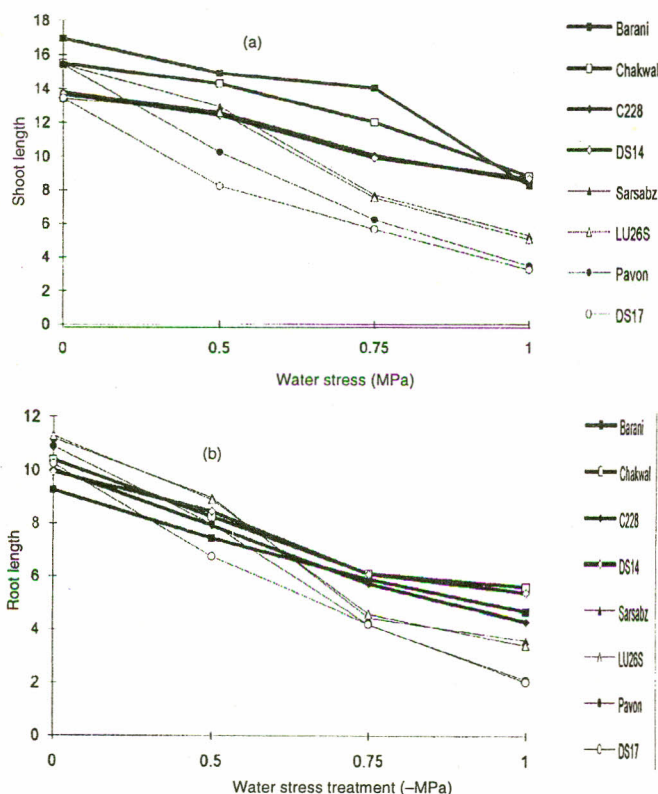 (a)
Shoot length
18
16
14
12
10
8
6
4
2
0
0 0.5 0.75 1
Water stress (MPa)
Barani
Chakwal
C228
DS14
Sarsabz
LU26S
Pavon
DS17
(b)
Root length
12
10
8
6
4
2
0
0 0.5 0.75 1
Water stress treatment (–MPa)
Barani
Chakwal
C228
DS14
Sarsabz
LU26S
Pavon
DS17